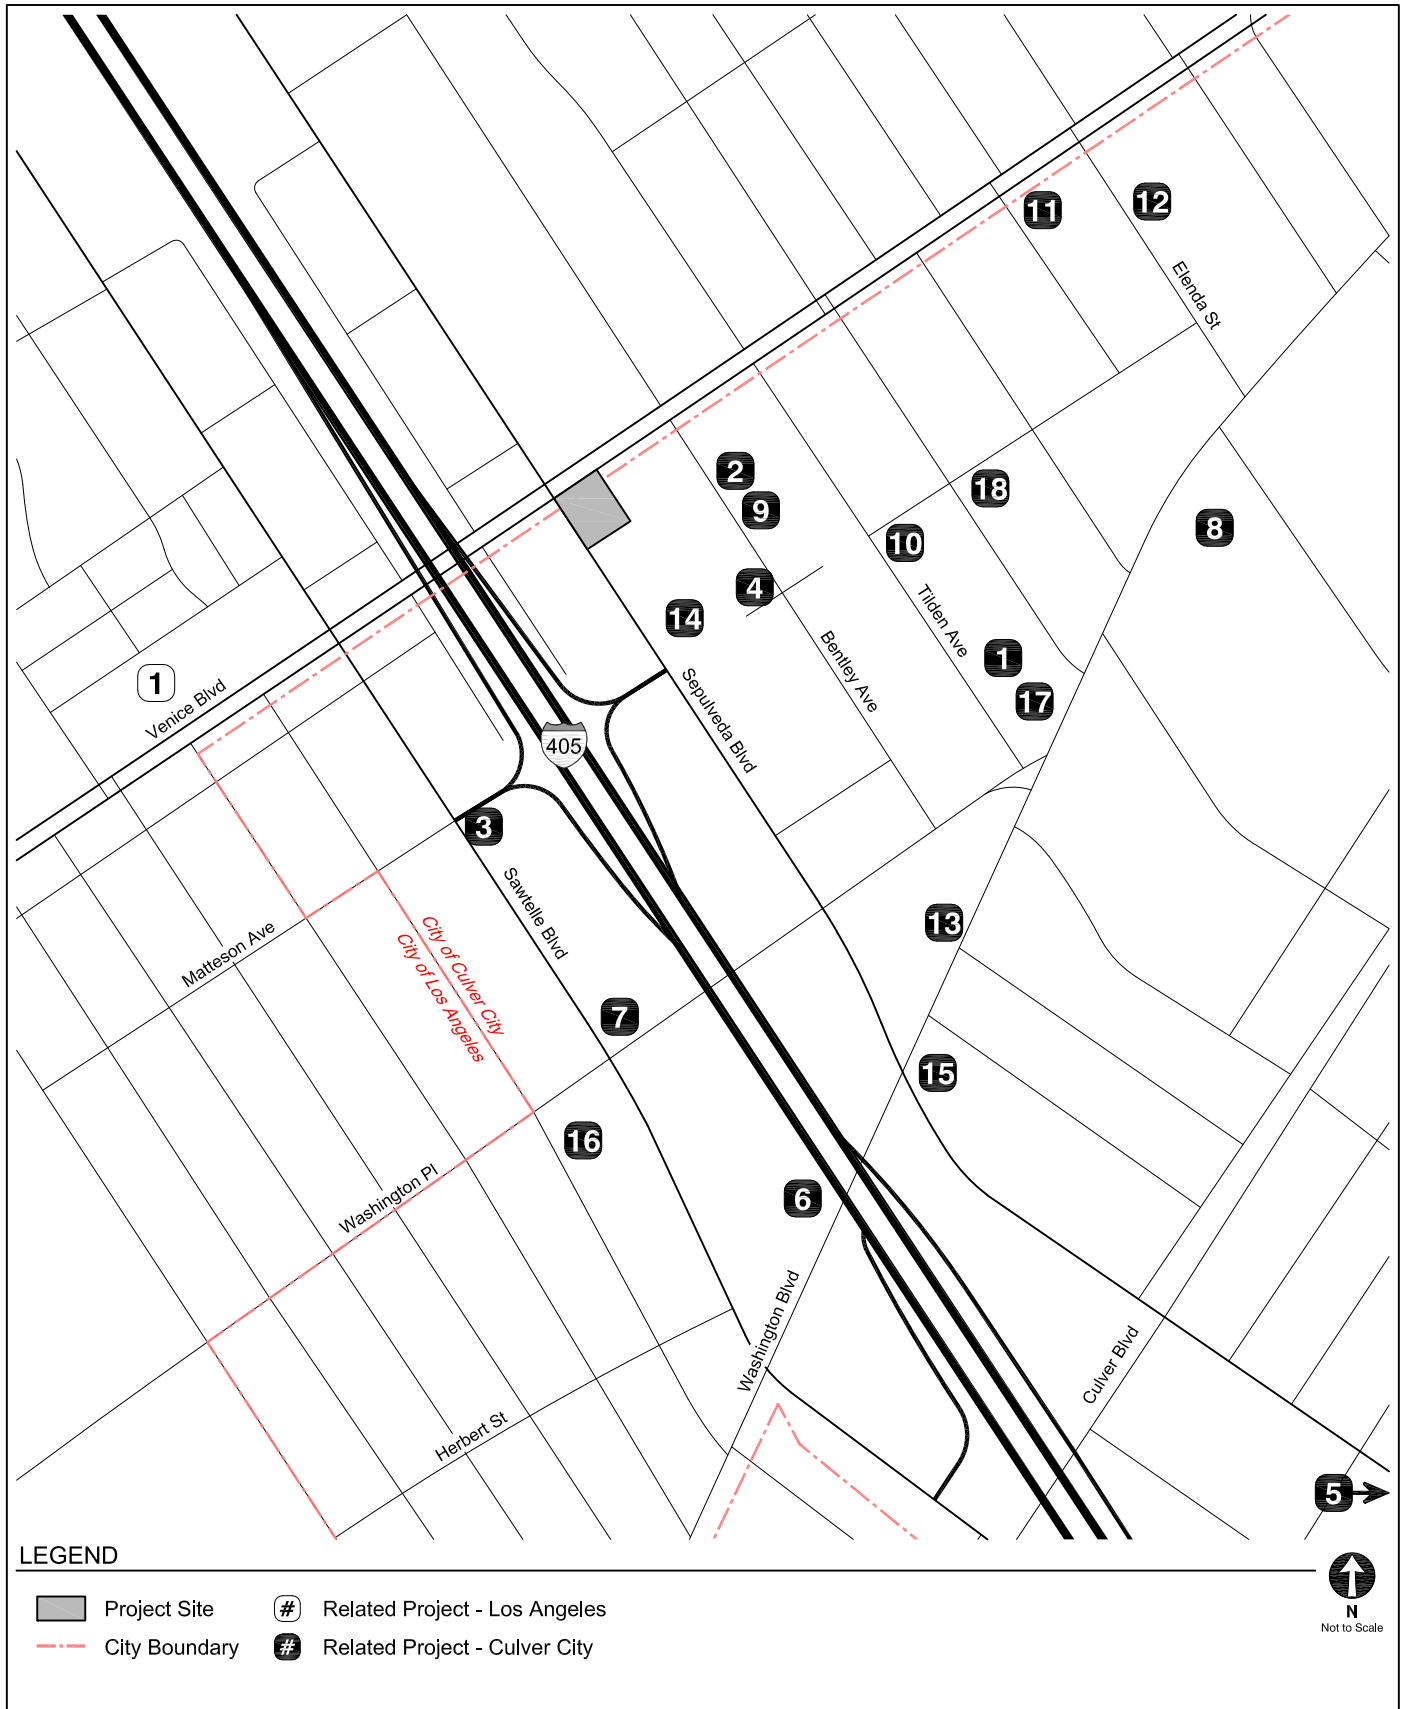 11
12
Elenda St
2
18
9
8
10
4
Tilden Ave
14
1
Bentley Ave
1
Sepulveda Blvd
17
Venice Blvd
405
3
Sawtelle Blvd
City of Culver City
City of Los Angeles
13
Matteson Ave
7
15
16
Washington Pl
6
Washington Blvd
Culver Blvd
Herbert St
5
LEGEND
Project Site
# Related Project - Los Angeles
N
Not to Scale
City Boundary
# Related Project - Culver City